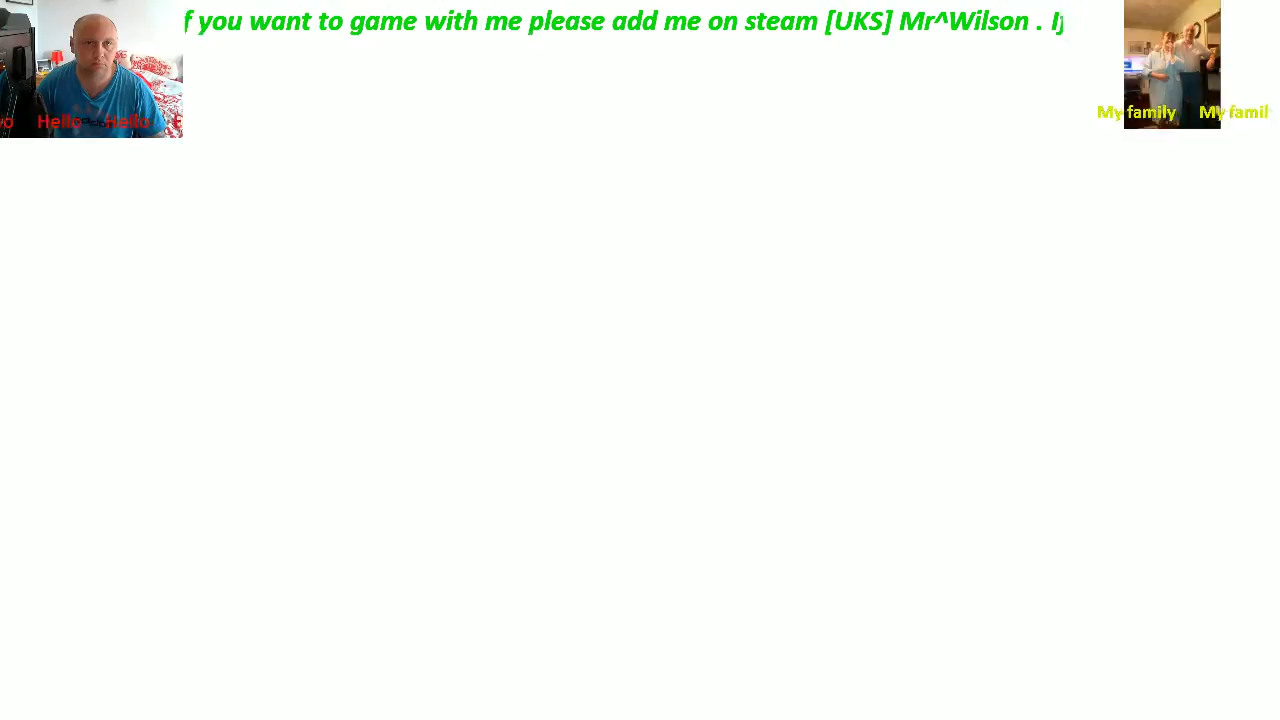 f you want to game with me please add me on steam [UKS] Mr^Wilson . If
Hello Hello
My family My famil